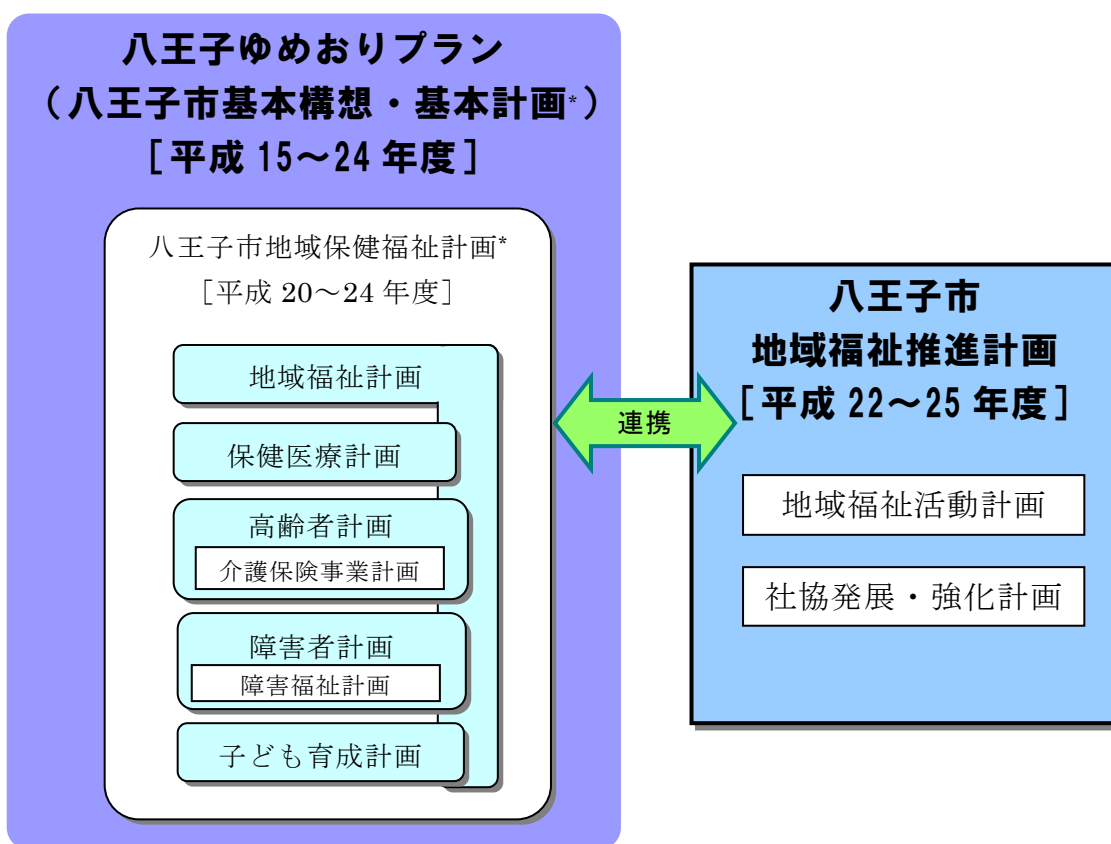 八王子ゆめおりプラン
（八王子市基本構想・基本計画*）
［平成 15～24 年度］
八王子市地域保健福祉計画*
［平成 20～24 年度］
地域福祉計画
保健医療計画
高齢者計画
介護保険事業計画
障害者計画
障害福祉計画
子ども育成計画
連携
八王子市
地域福祉推進計画
［平成 22～25 年度］
地域福祉活動計画
社協発展・強化計画